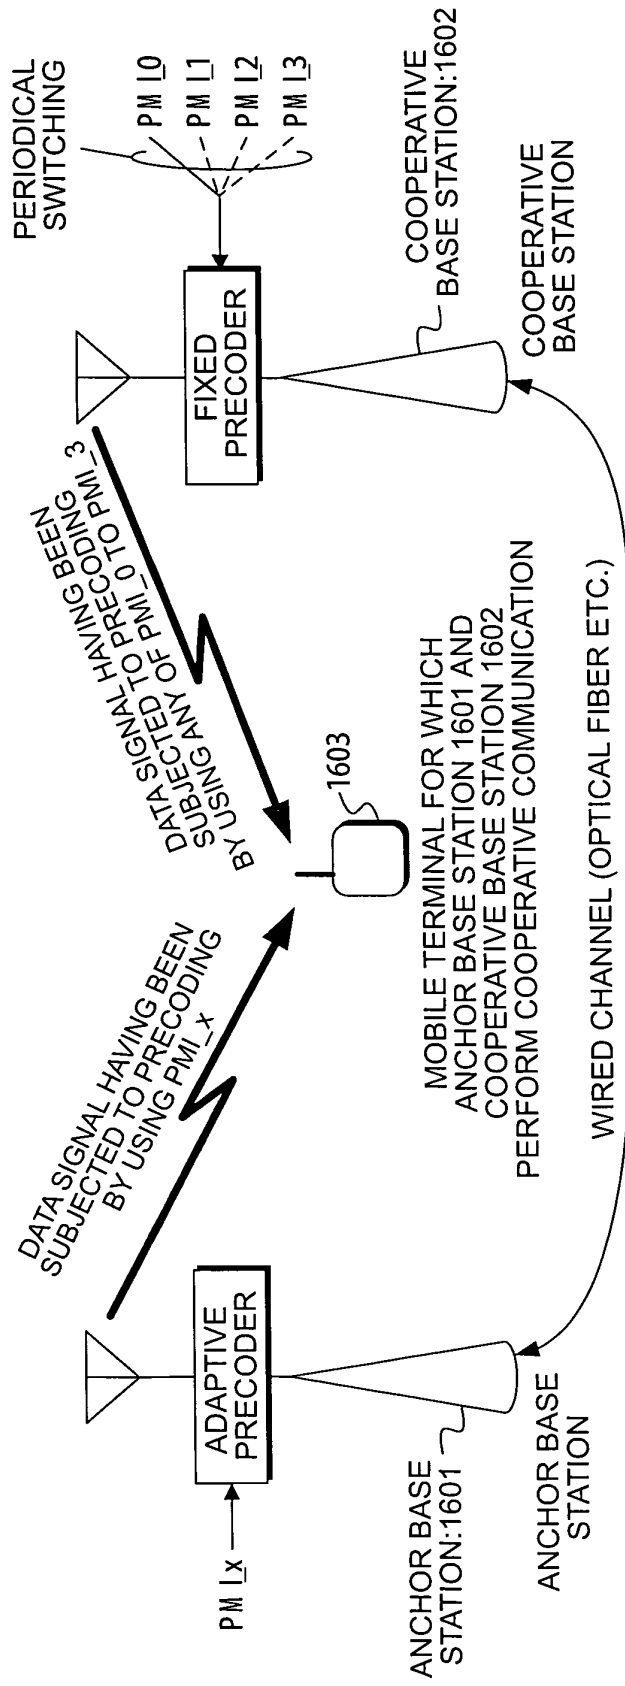 PERIODICAL
SWITCHING
PMI_0
PMI_1
PMI_2
PMI_3
PMI_x
ADAPTIVE
PRECODER
FIXED
PRECODER
DATA SIGNAL HAVING BEEN
SUBJECTED TO PRECODING
BY USING PMI_x
DATA SIGNAL HAVING BEEN
SUBJECTED TO PRECODING
BY USING ANY OF PMI_0 TO PMI_3
1603
ANCHOR BASE
STATION:1601
ANCHOR BASE
STATION
MOBILE TERMINAL FOR WHICH
ANCHOR BASE STATION 1601 AND
COOPERATIVE BASE STATION 1602
PERFORM COOPERATIVE COMMUNICATION
COOPERATIVE
BASE STATION:1602
COOPERATIVE
BASE STATION
WIRED CHANNEL (OPTICAL FIBER ETC.)